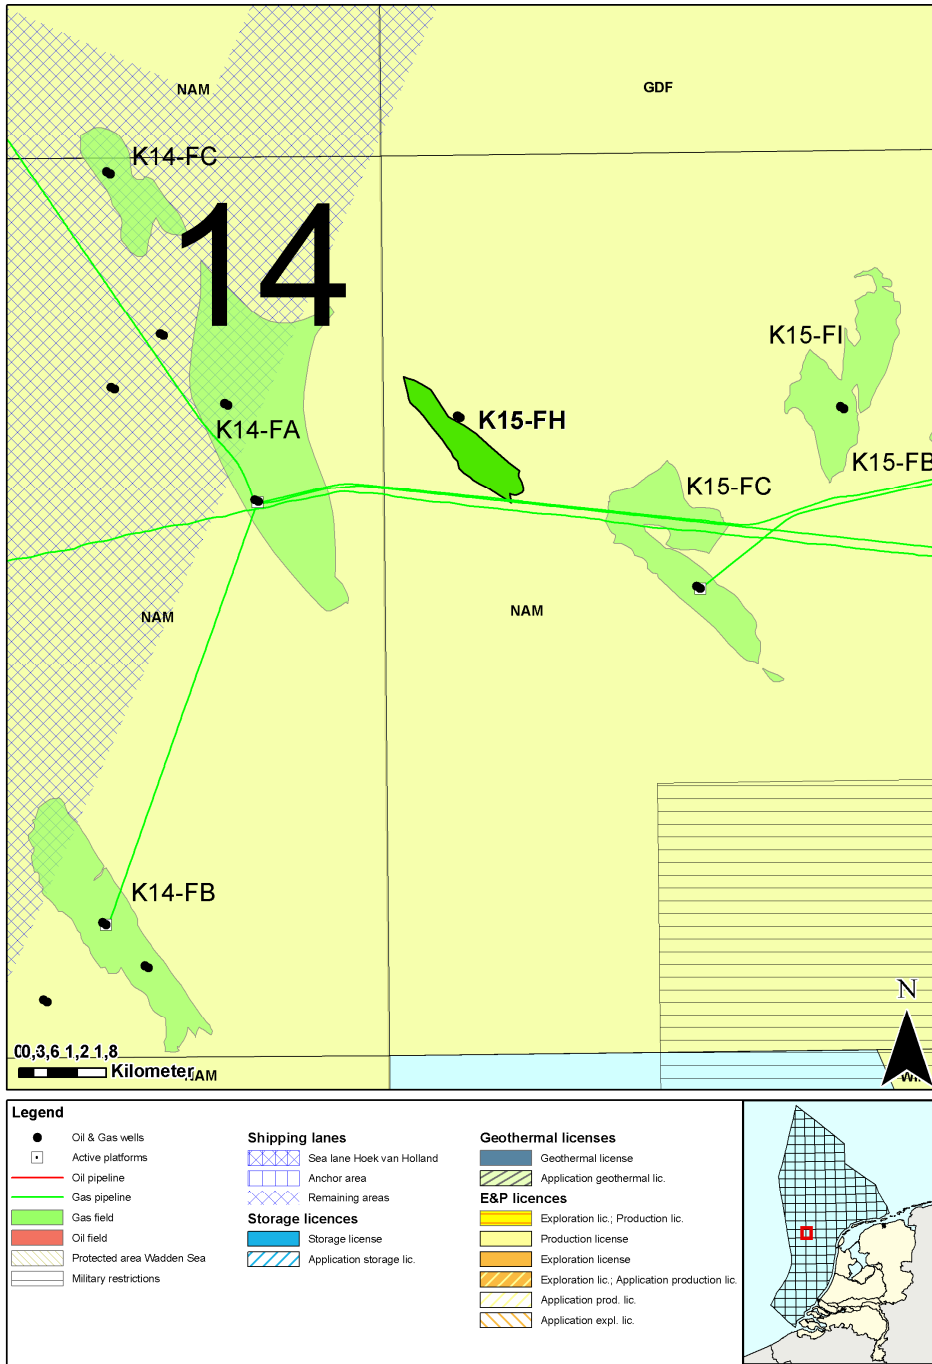 NAM
GDF
K14-FC
14
K15-FI
K14-FA
K15-FH
K15-FB
K15-FC
NAM
NAM
K14-FB
N
00,3,6 1,2 1,8
Kilometer
NAM
Legend
Oil & Gas wells
Active platforms
Oil pipeline
Gas pipeline
Gas field
Oil field
Protected area Wadden Sea
Military restrictions
Shipping lanes
Sea lane Hoek van Holland
Anchor area
Remaining areas
Storage licences
Storage license
Application storage lic.
Geothermal licenses
Geothermal license
Application geothermal lic.
E&P licences
Exploration lic.; Production lic.
Production license
Exploration license
Exploration lic.; Application production lic.
Application prod. lic.
Application expl. lic.